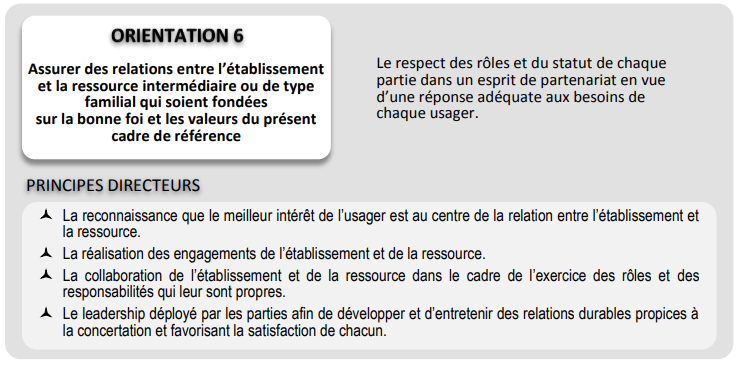 ORIENTATION 6
Assurer des relations entre l’établissement
et la ressource intermédiaire ou de type
familial qui soient fondées
sur la bonne foi et les valeurs du présent
cadre de référence
Le respect des rôles et du statut de chaque
partie dans un esprit de partenariat en vue
d’une réponse adéquate aux besoins de
chaque usager.
PRINCIPES DIRECTEURS
La reconnaissance que le meilleur intérêt de l’usager est au centre de la relation entre l’établissement et
la ressource.
La réalisation des engagements de l’établissement et de la ressource.
La collaboration de l’établissement et de la ressource dans le cadre de l’exercice des rôles et des
responsabilités qui leur sont propres.
Le leadership déployé par les parties afin de développer et d’entretenir des relations durables propices à
la concertation et favorisant la satisfaction de chacun.